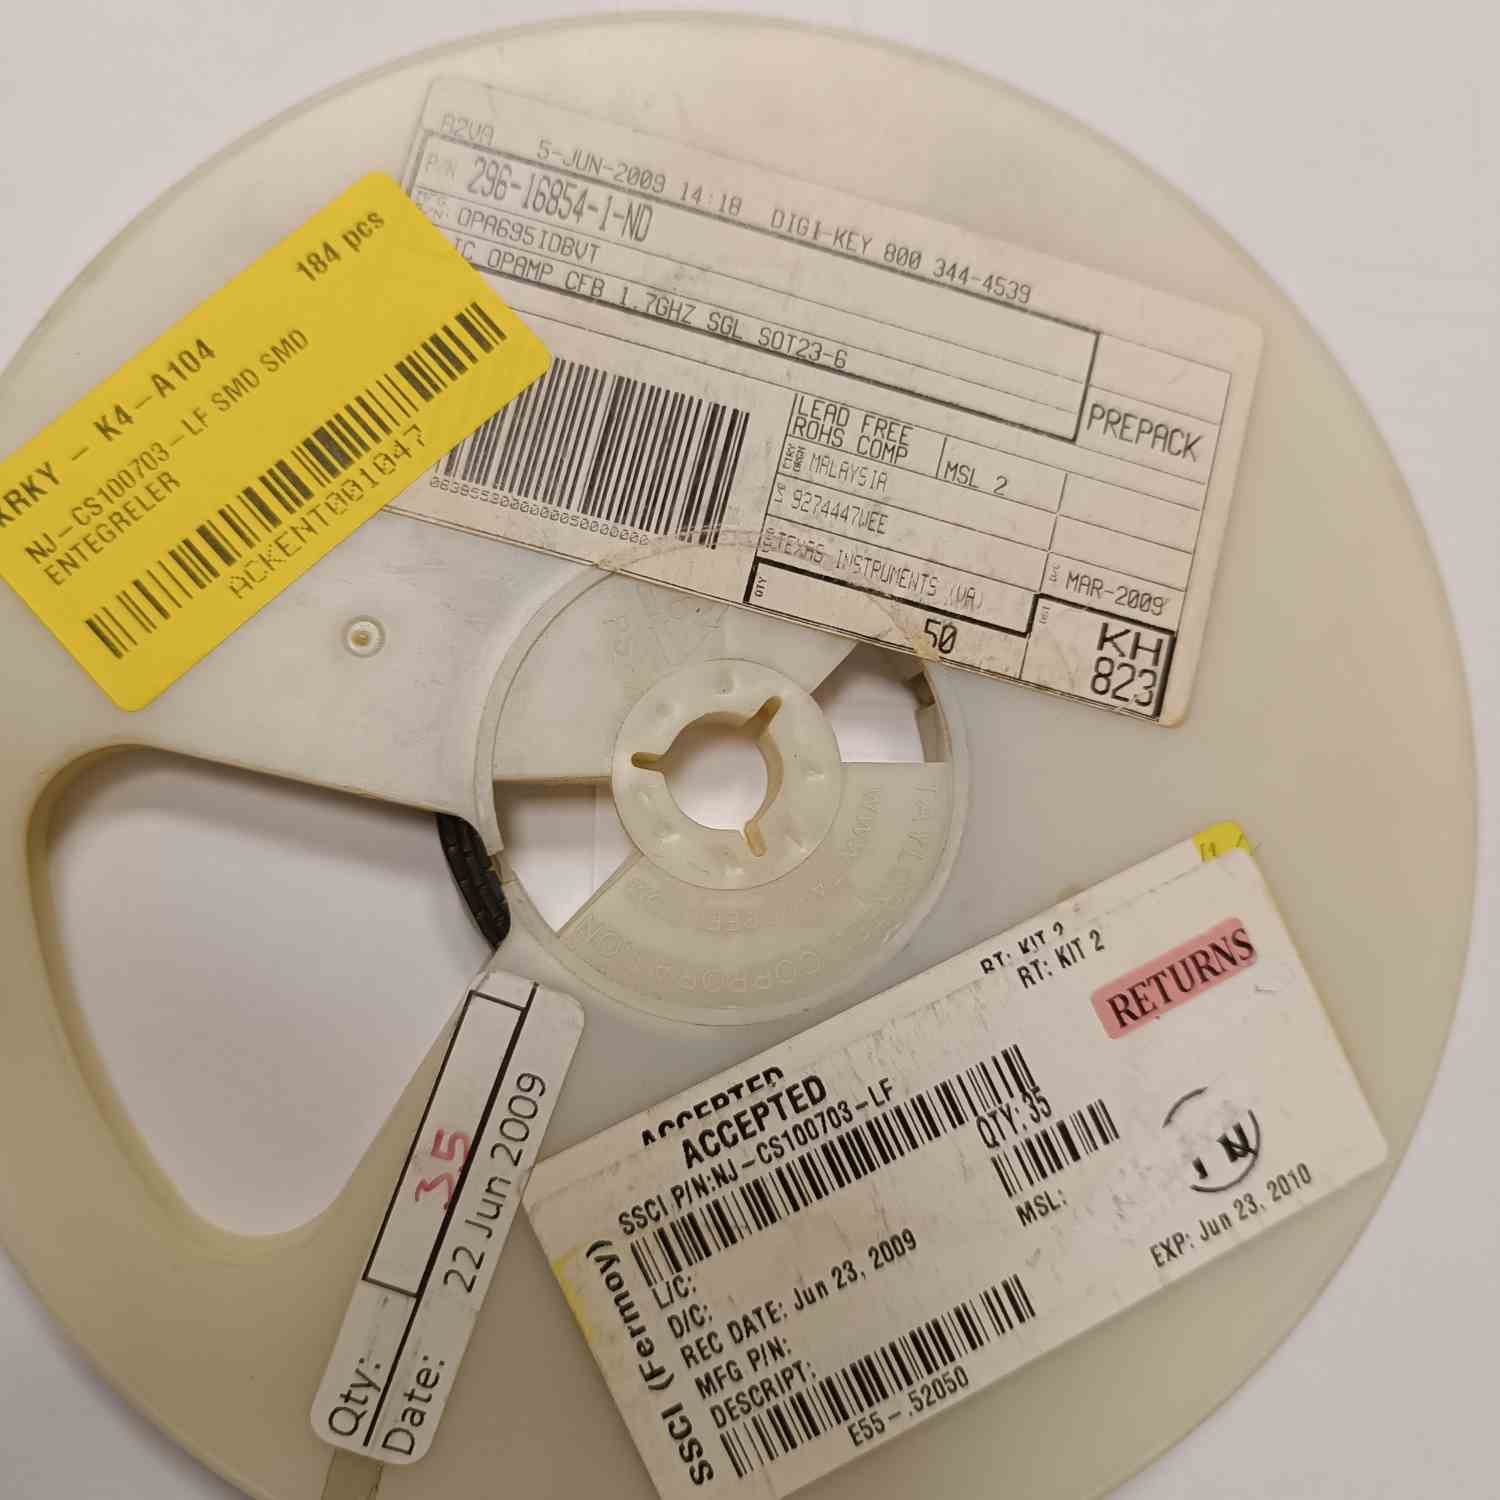 A2VA 5-JUN-2009 14:18 DIGI-KEY 800 344-4539
P/N 296-16854-1-ND
MFG P/N: OPA695IDBVT
IC OPAMP CFB 1.7GHZ SGL SOT23-6
PREPACK
LEAD FREE
ROHS COMP
MSL 2
MALAYSIA
9274447WEE
TEXAS INSTRUMENTS (VA)
D/C MAR-2009
QTY 50
KH
823
184 pcs
KRKY - K4-A104
NJ-CS100703-LF SMD SMD
ENTEGRELER
ACKENT001047
CORPORATION
Qty: 35
Date: 22 Jun 2009
RT: KIT 2
RT: KIT 2
RETURNS
ACCEPTED
ACCEPTED
SSCI P/N:NJ-CS100703-LF
QTY: 35
L/C:
D/C:
MSL:
REC DATE: Jun 23, 2009
EXP: Jun 23, 2010
MFG P/N:
DESCRIPT:
E55-.52050
SSCI (Fermoy)